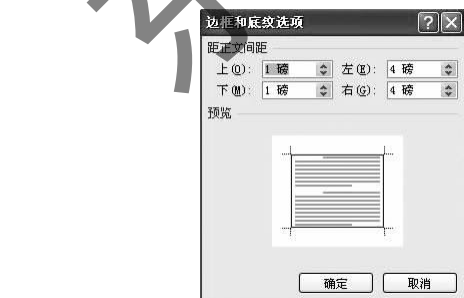 边框和底纹选项
距正文间距
上(O): 1 磅 左(E): 4 磅
下(M): 1 磅 右(G): 4 磅
预览
确定 取消